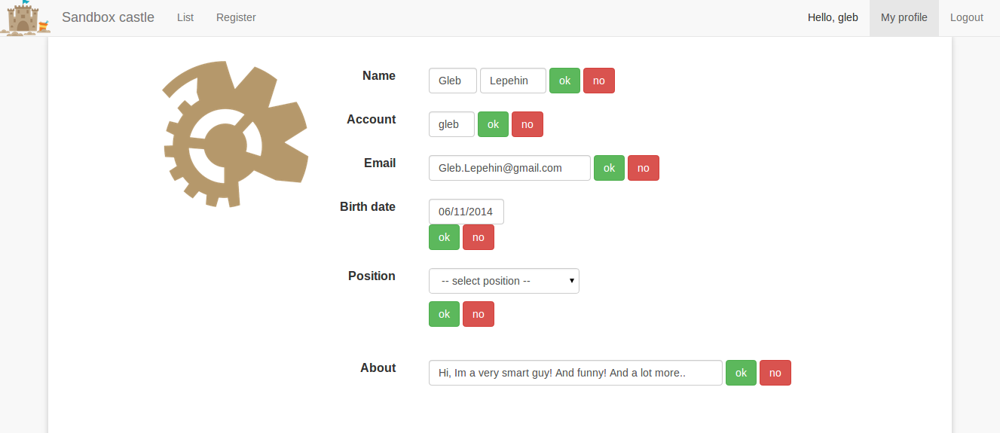 Sandbox castle List Register Hello, gleb My profile Logout
Name Gleb Lepehin ok no
Account gleb ok no
Email Gleb.Lepehin@gmail.com ok no
Birth date 06/11/2014
ok no
Position -- select position --
ok no
About Hi, Im a very smart guy! And funny! And a lot more.. ok no